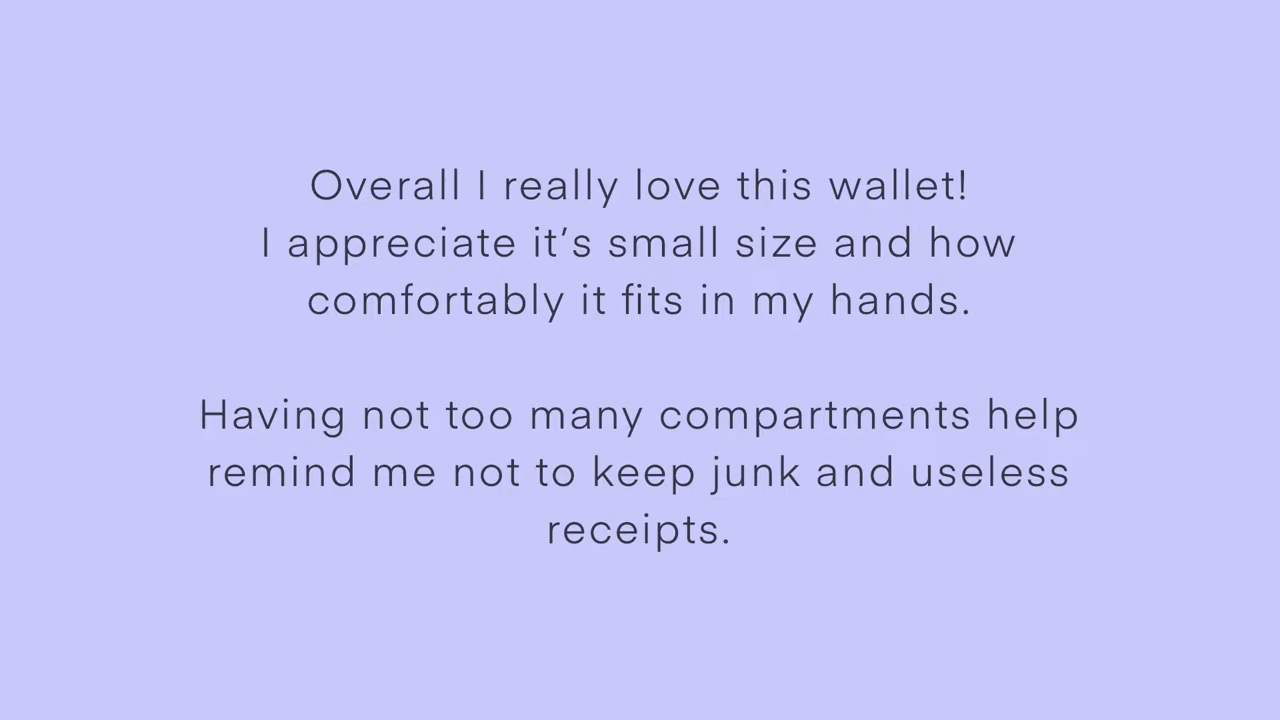 Overall I really love this wallet!
I appreciate it’s small size and how
comfortably it fits in my hands.
Having not too many compartments help
remind me not to keep junk and useless
receipts.